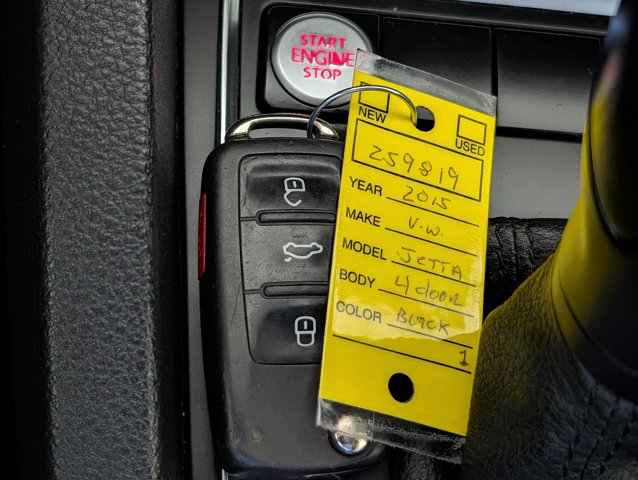 START
ENGINE
STOP
NEW
USED
259819
YEAR 2015
MAKE V.W.
MODEL JETTA
BODY 4 door
COLOR Black
1